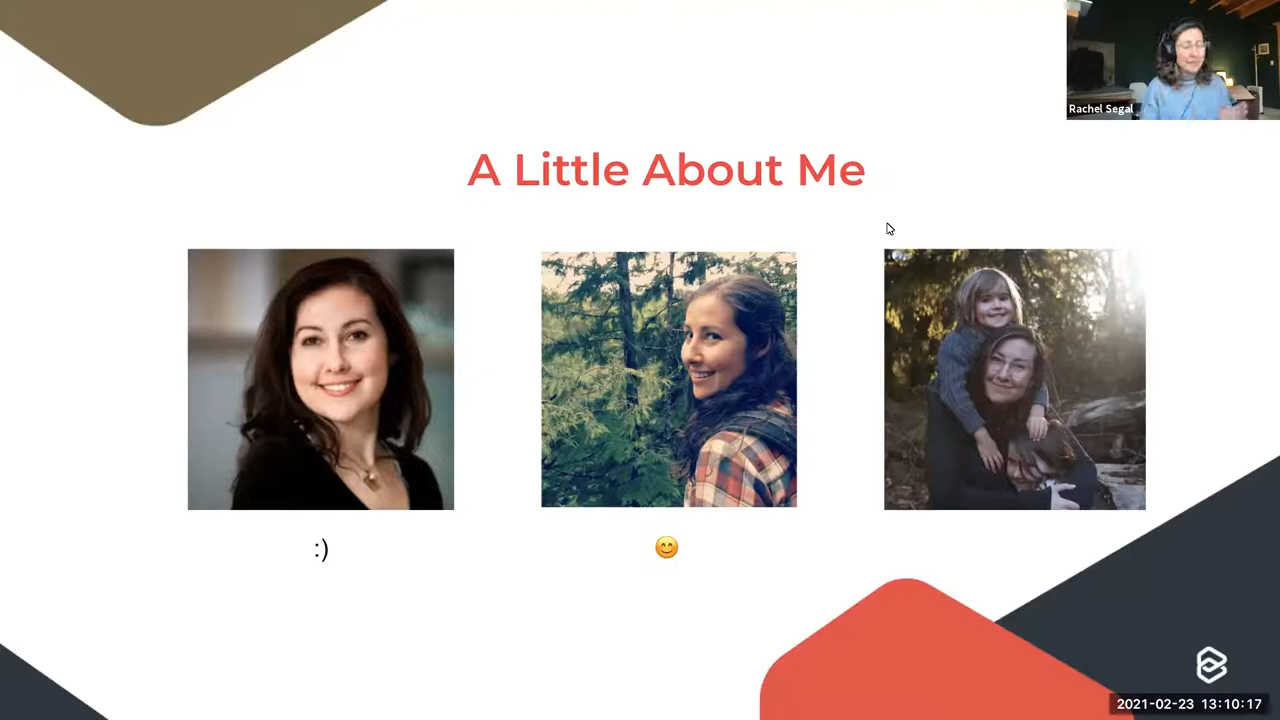 Rachel Segal
A Little About Me
:)
😊
2021-02-23 13:10:17